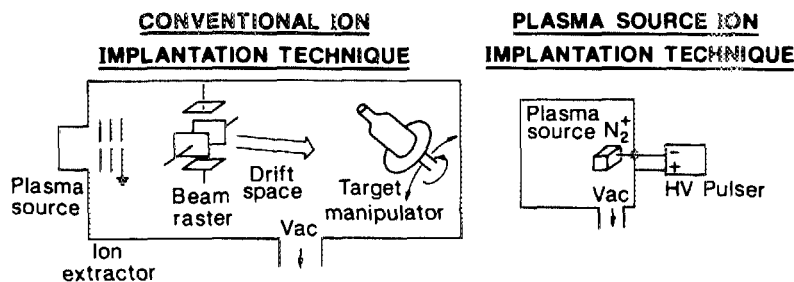 CONVENTIONAL ION
IMPLANTATION TECHNIQUE
Plasma
source
Ion
extractor
Beam
raster
Drift
space
Target
manipulator
Vac
PLASMA SOURCE ION
IMPLANTATION TECHNIQUE
Plasma
source N₂⁺
-
+
HV Pulser
Vac